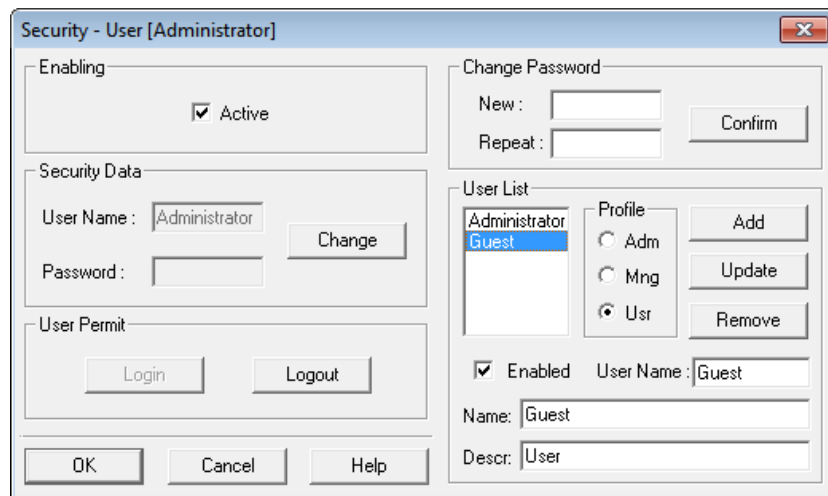 Security - User [Administrator]
Enabling
Active
Security Data
User Name : Administrator
Change
Password :
User Permit
Login Logout
OK Cancel Help
Change Password
New :
Confirm
Repeat :
User List
Administrator
Guest
Profile
Adm
Mng
Usr
Add
Update
Remove
Enabled User Name : Guest
Name: Guest
Descr: User